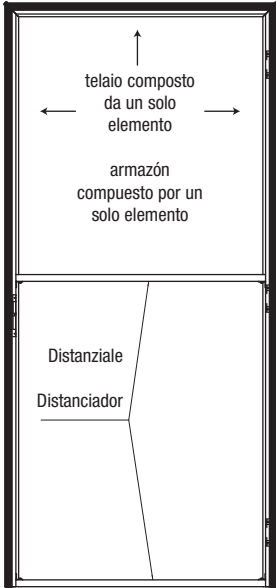 telaio composto
da un solo
elemento
armazón
compuesto por un
solo elemento
Distanziale
Distanciador